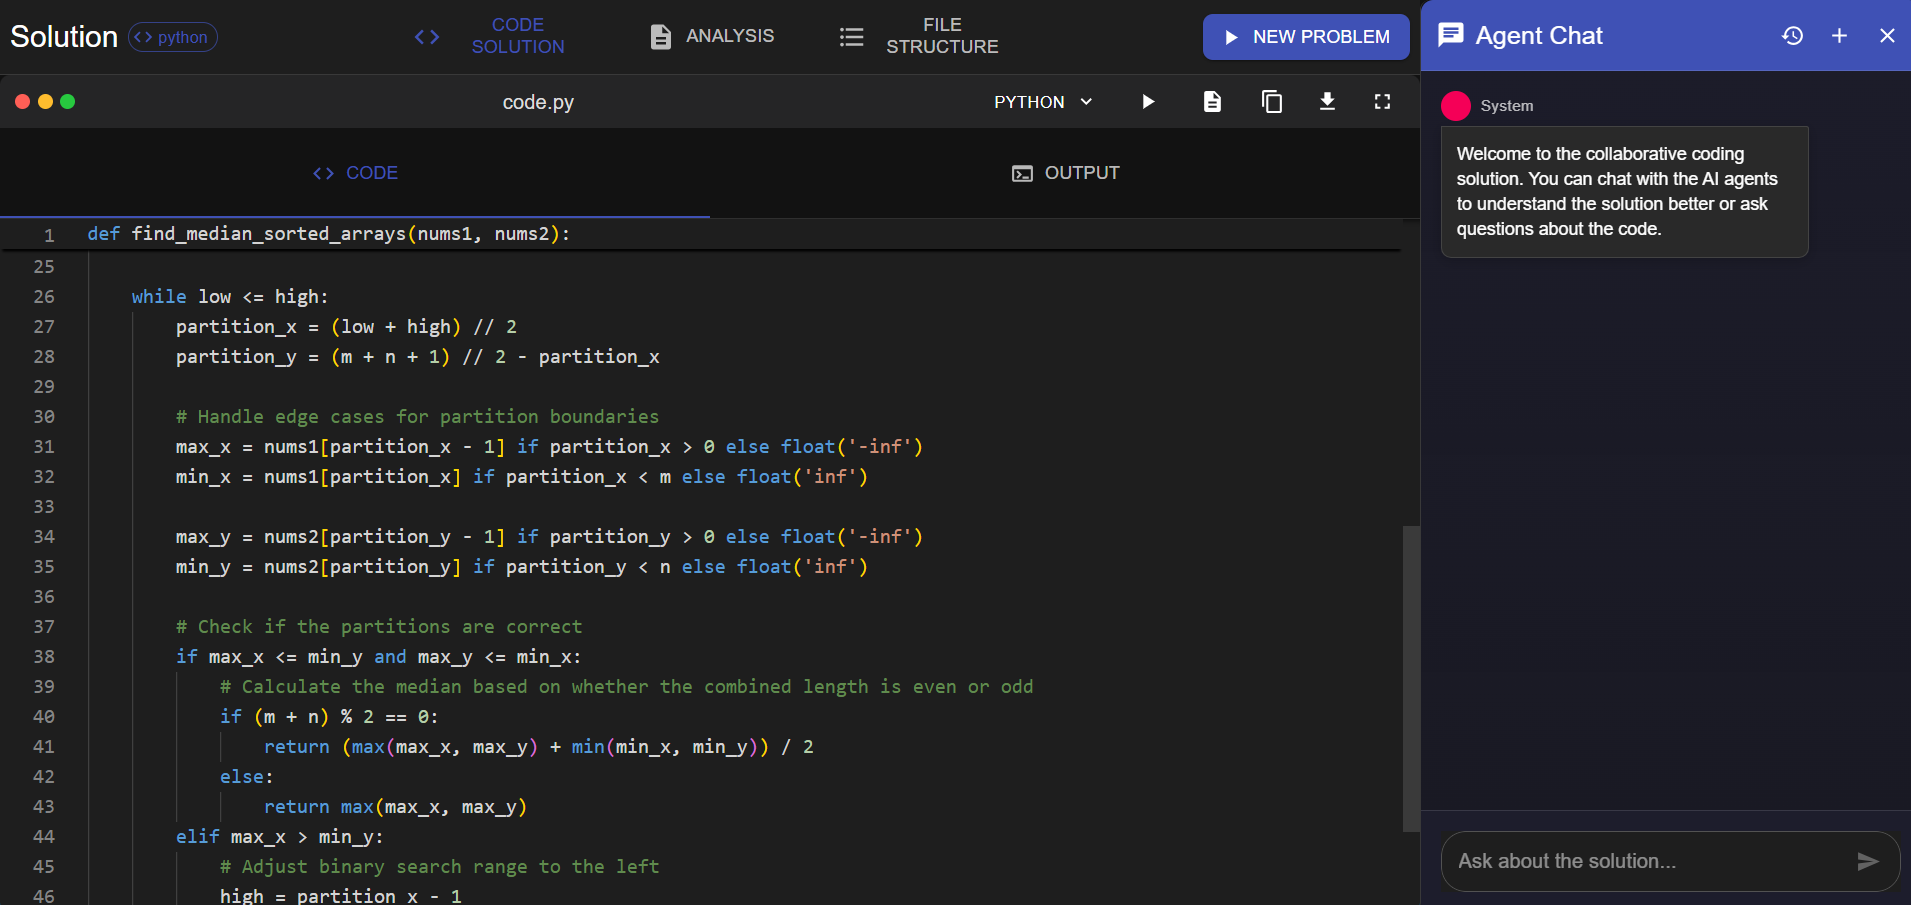 Solution
<> python
<> CODE SOLUTION
ANALYSIS
FILE STRUCTURE
NEW PROBLEM
code.py
PYTHON
<> CODE
OUTPUT
1 def find_median_sorted_arrays(nums1, nums2):
25
26 while low <= high:
27 partition_x = (low + high) // 2
28 partition_y = (m + n + 1) // 2 - partition_x
29
30 # Handle edge cases for partition boundaries
31 max_x = nums1[partition_x - 1] if partition_x > 0 else float('-inf')
32 min_x = nums1[partition_x] if partition_x < m else float('inf')
33
34 max_y = nums2[partition_y - 1] if partition_y > 0 else float('-inf')
35 min_y = nums2[partition_y] if partition_y < n else float('inf')
36
37 # Check if the partitions are correct
38 if max_x <= min_y and max_y <= min_x:
39 # Calculate the median based on whether the combined length is even or odd
40 if (m + n) % 2 == 0:
41 return (max(max_x, max_y) + min(min_x, min_y)) / 2
42 else:
43 return max(max_x, max_y)
44 elif max_x > min_y:
45 # Adjust binary search range to the left
46 high = partition_x - 1
Agent Chat
System
Welcome to the collaborative coding
solution. You can chat with the AI agents
to understand the solution better or ask
questions about the code.
Ask about the solution...